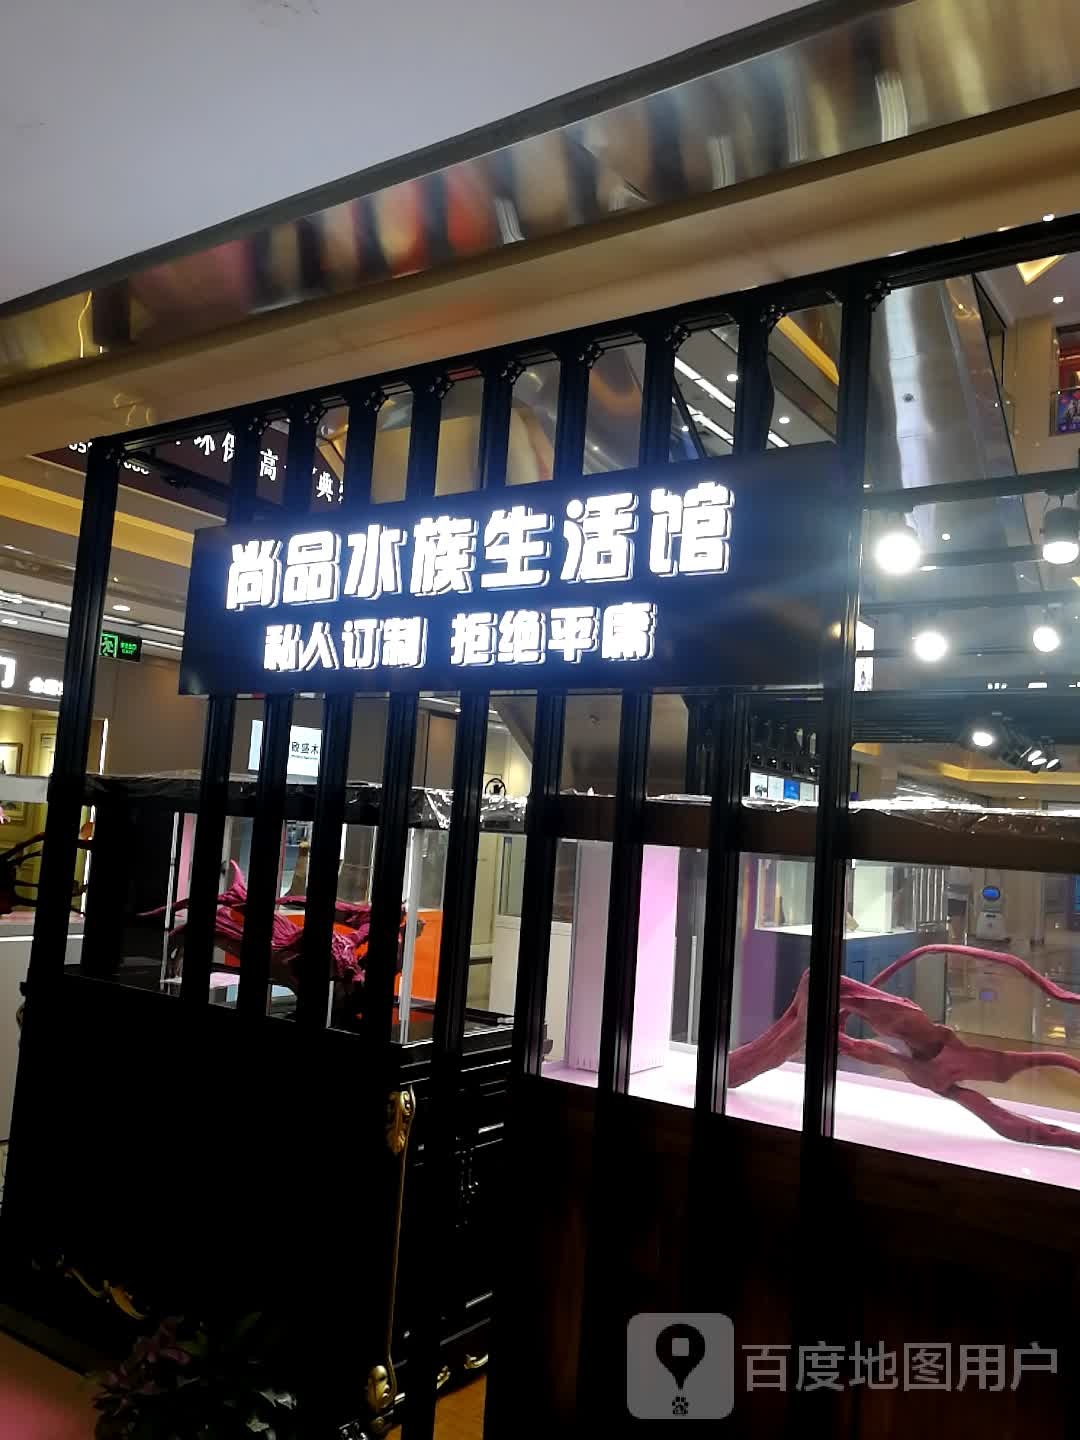 尚品水族生活馆
私人订制 拒绝平庸
百度地图用户